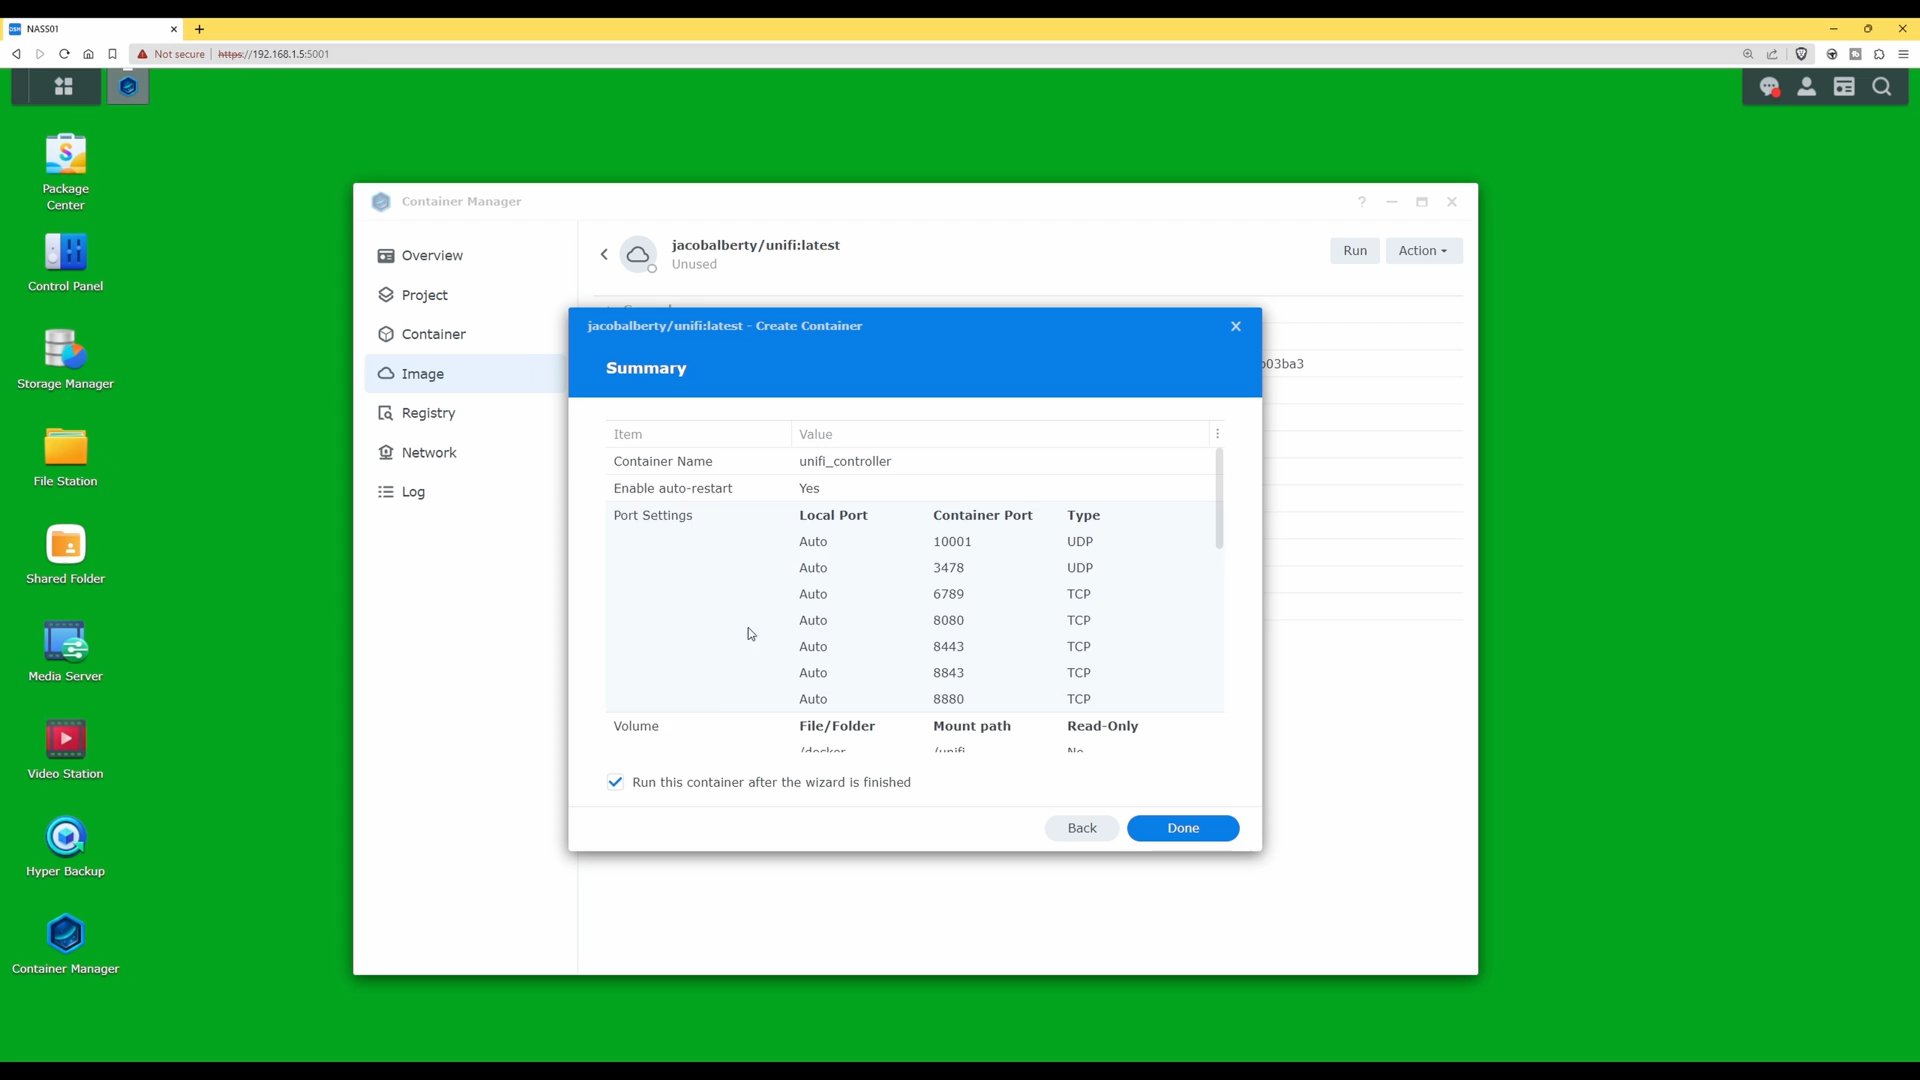 NASS01
Not secure
https://192.168.1.5:5001
Package
Center
Control Panel
Storage Manager
File Station
Shared Folder
Media Server
Video Station
Hyper Backup
Container Manager
Container Manager
Overview
Project
Container
Image
Registry
Network
Log
jacobalberty/unifi:latest
Unused
Run
Action
jacobalberty/unifi:latest - Create Container
Summary
Item Value
Container Name unifi_controller
Enable auto-restart Yes
Port Settings Local Port Container Port Type
Auto 10001 UDP
Auto 3478 UDP
Auto 6789 TCP
Auto 8080 TCP
Auto 8443 TCP
Auto 8843 TCP
Auto 8880 TCP
Volume File/Folder Mount path Read-Only
/docker /unifi No
Run this container after the wizard is finished
Back
Done